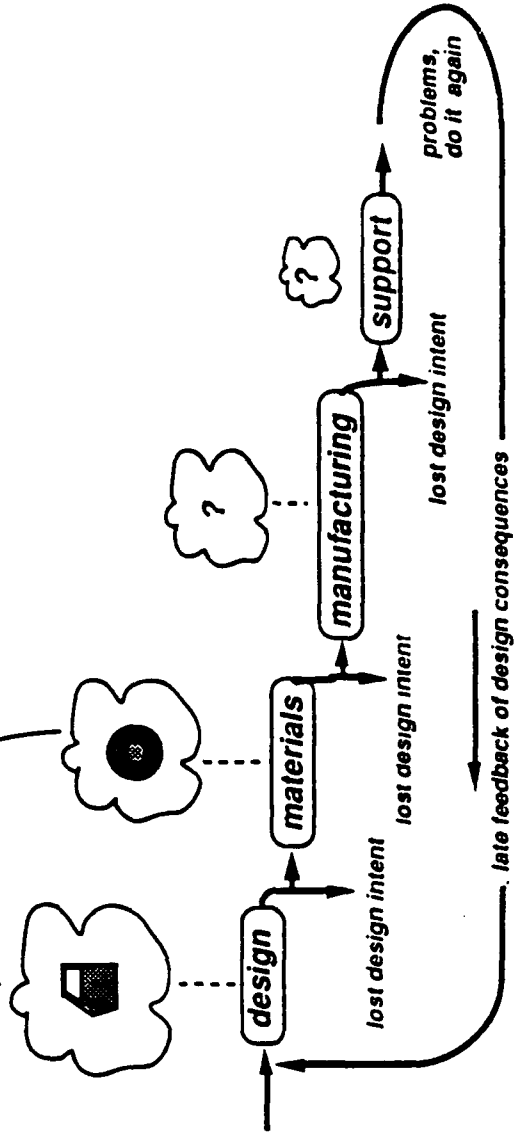 ?
?
design
materials
manufacturing
support
lost design intent
lost design intent
lost design intent
problems,
do it again
late feedback of design consequences